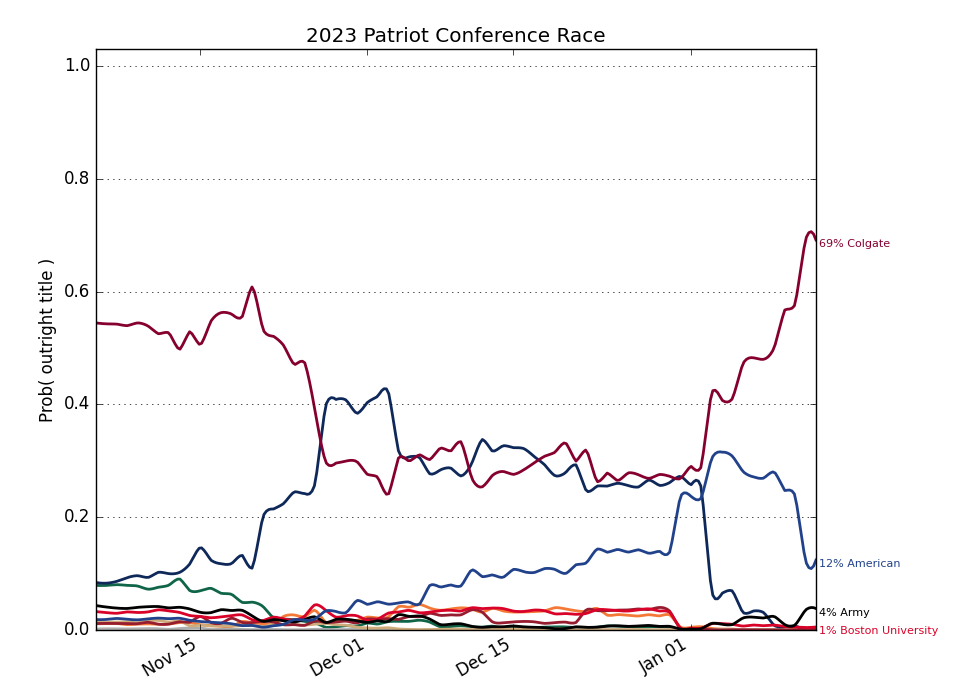 2023 Patriot Conference Race
Prob( outright title )
1.0
0.8
0.6
0.4
0.2
0.0
Nov 15
Dec 01
Dec 15
Jan 01
69% Colgate
12% American
4% Army
1% Boston University